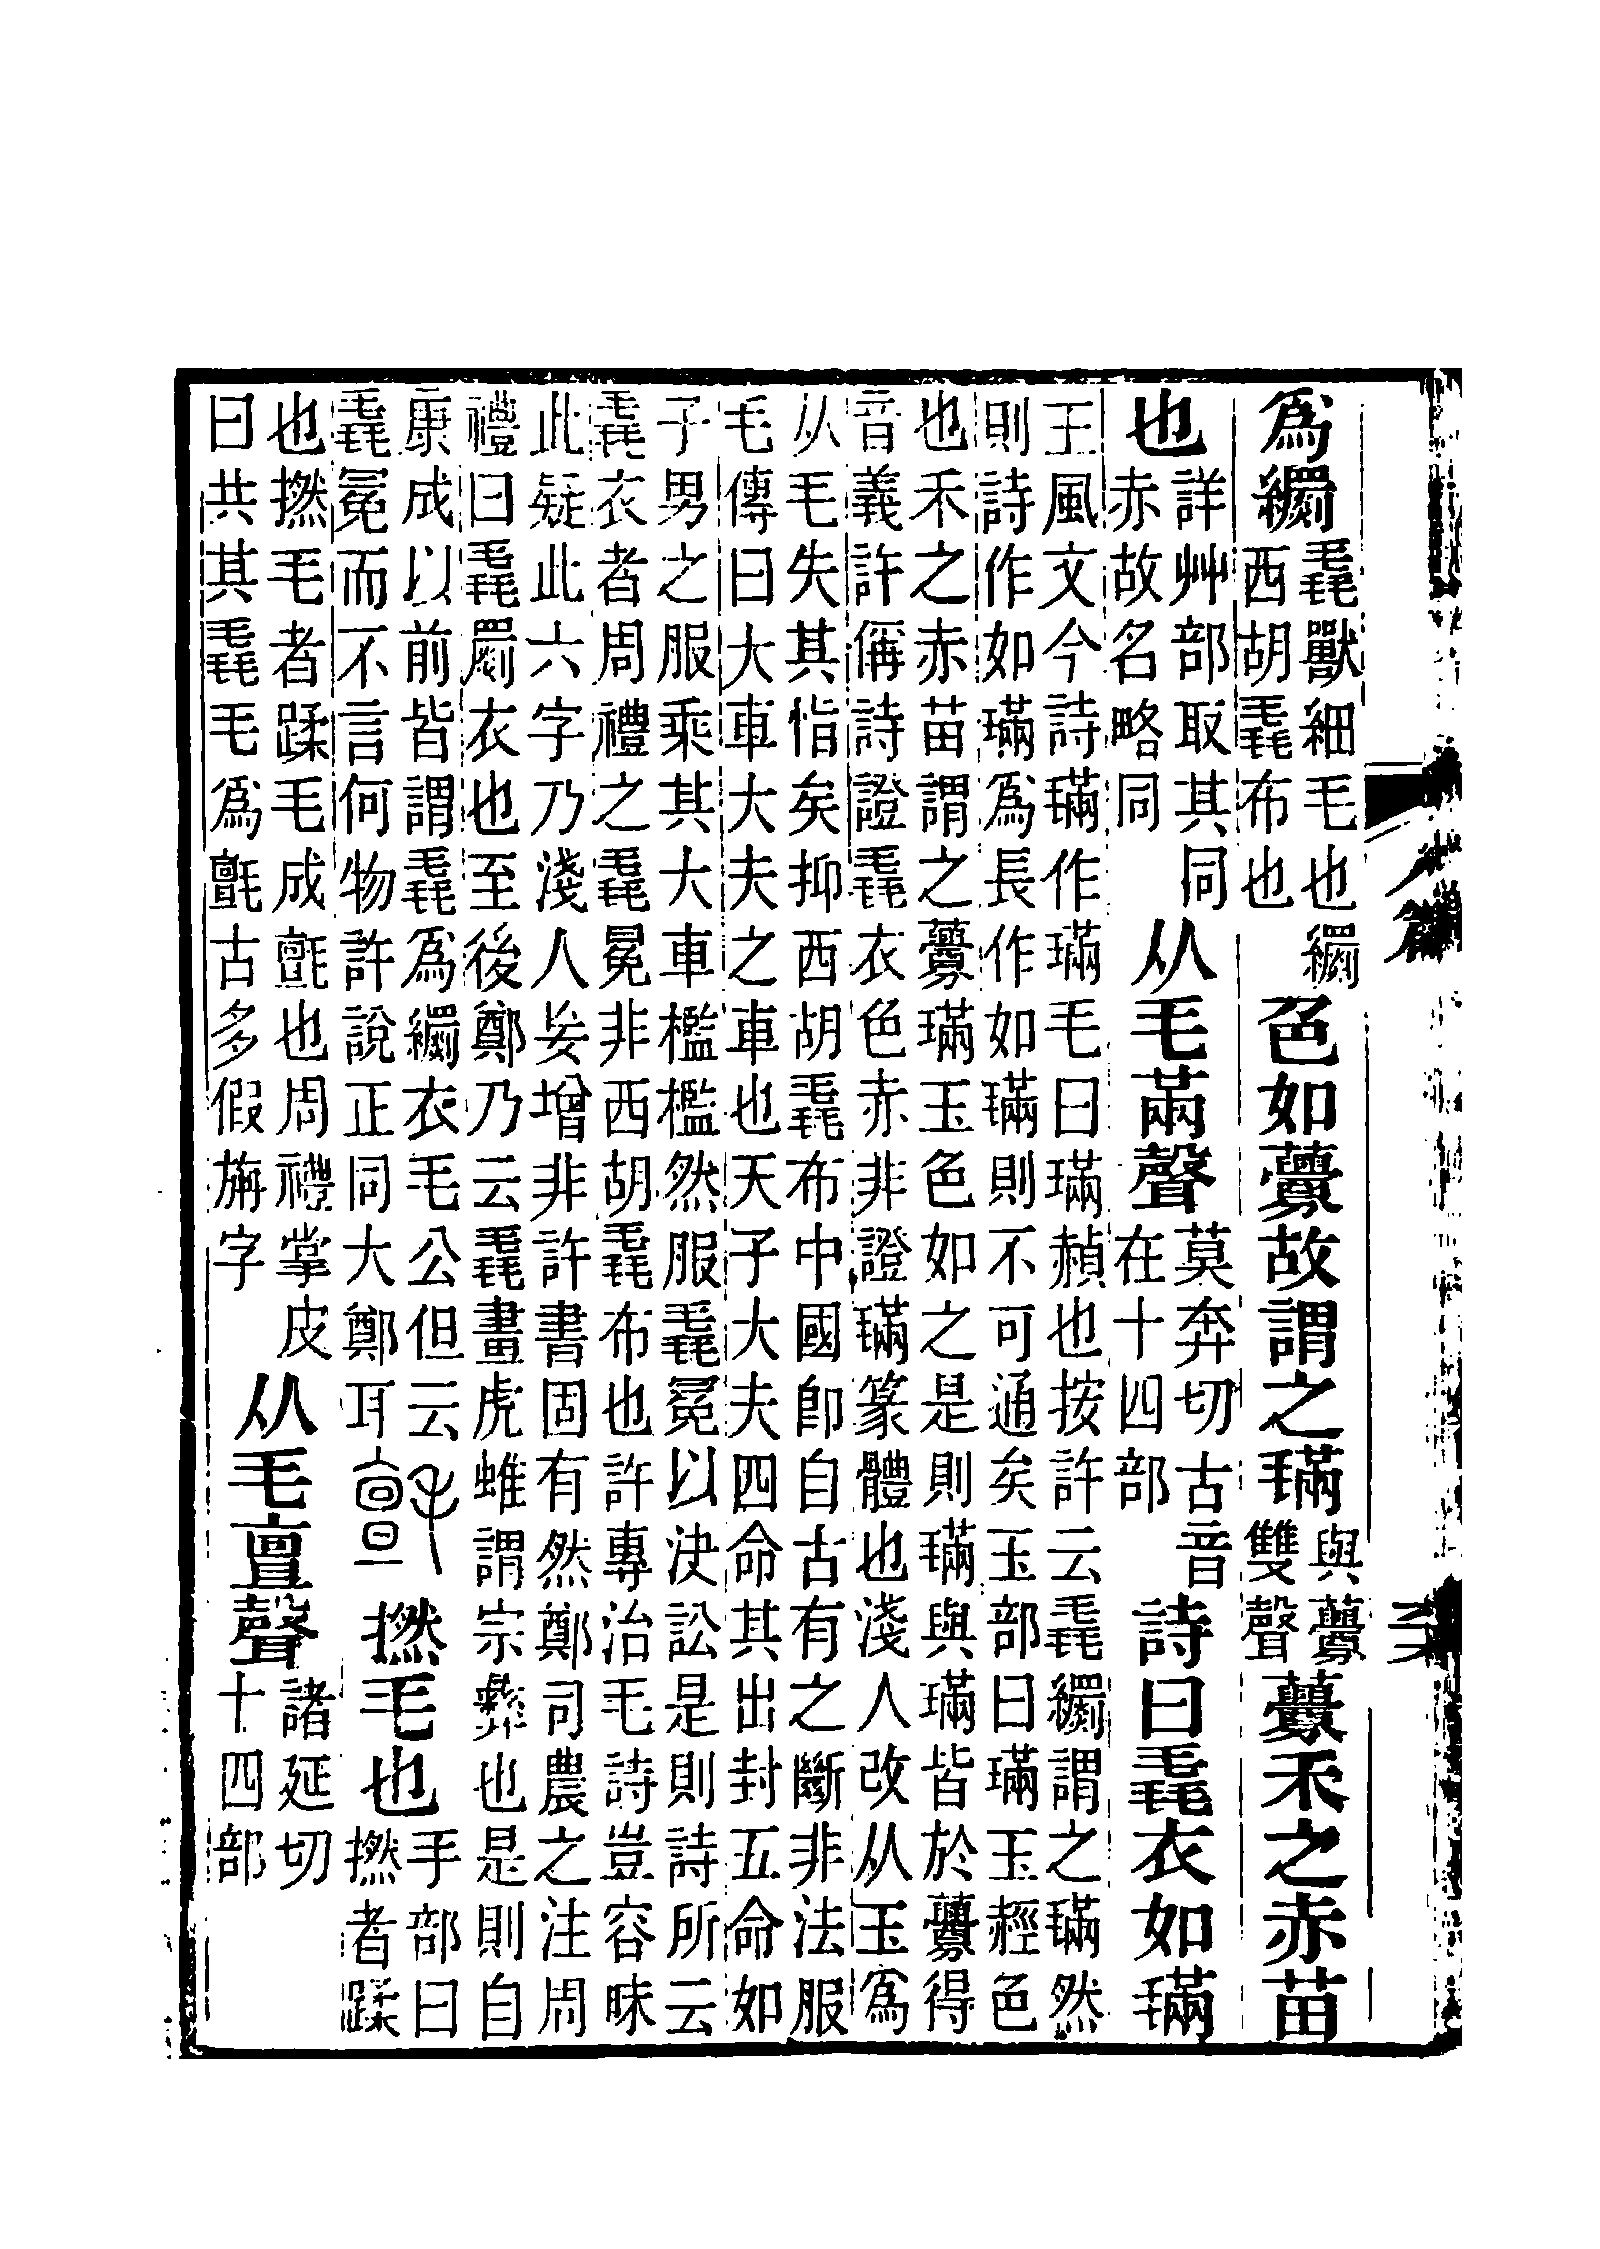 爲𦇧
毳獸細毛也𦇧
西胡毳布也
色如虋故謂之𣯩
與虋
雙聲
虋禾之赤苗
也
詳艸部取其同
赤故名略同
从毛㒼聲
莫奔切古音
在十四部
詩曰毳衣如𣯩
王風文今詩𣯩作璊毛曰璊赬也按許云毳𦇧謂之𣯩然
則詩作如𣯩爲長作如璊則不可通矣玉部曰璊玉經色
也禾之赤苗謂之虋璊玉色如之是則𣯩與璊皆於虋得
音義許偁詩證毳衣色赤非證𣯩篆體也淺人改从玉爲
从毛失其恉矣抑西胡毳布中國卽自古有之斷非法服
毛傳曰大車大夫之車也天子大夫四命其出封五命如
子男之服乘其大車檻檻然服毳冕以決訟是則詩所云
毳衣者周禮之毳冕非西胡毳布也許專治毛詩豈容昧
此疑此六字乃淺人妄增非許書固有然鄭司農之注周
禮曰毳罽衣也至後鄭乃云毳畫虎蜼謂宗彝也是則自
康成以前皆謂毳爲𦇧衣毛公但云
毳冕而不言何物許說正同大鄭耳
氈
撚毛也
手部曰
撚者蹂
也撚毛者蹂毛成氈也周禮掌皮
曰共其毳毛爲氈古多假旃字
从毛亶聲
諸延切
十四部